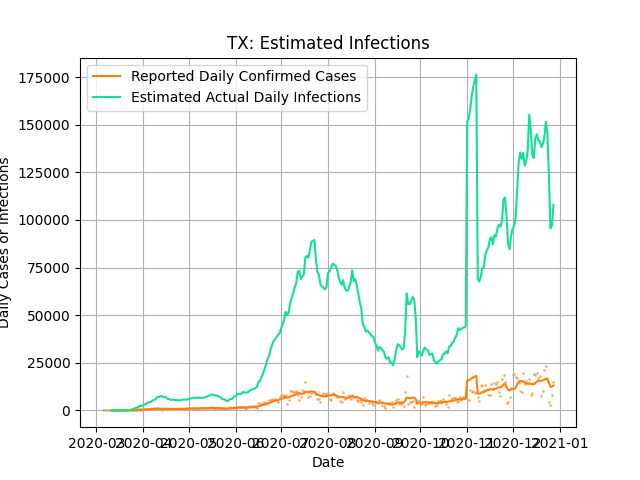 TX: Estimated Infections
Reported Daily Confirmed Cases
Estimated Actual Daily Infections
175000
150000
125000
100000
75000
50000
25000
0
Daily Cases or Infections
2020-03 2020-04 2020-05 2020-06 2020-07 2020-08 2020-09 2020-10 2020-11 2020-12 2021-01
Date